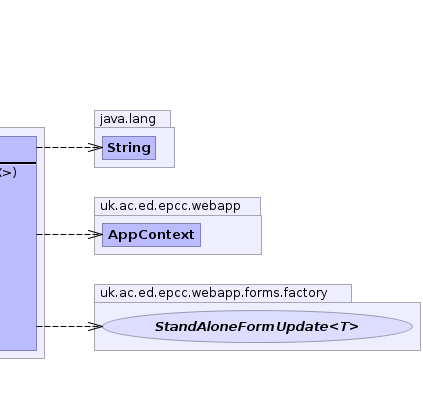 java.lang
String
>)
uk.ac.ed.epcc.webapp
AppContext
uk.ac.ed.epcc.webapp.forms.factory
StandAloneFormUpdate<T>